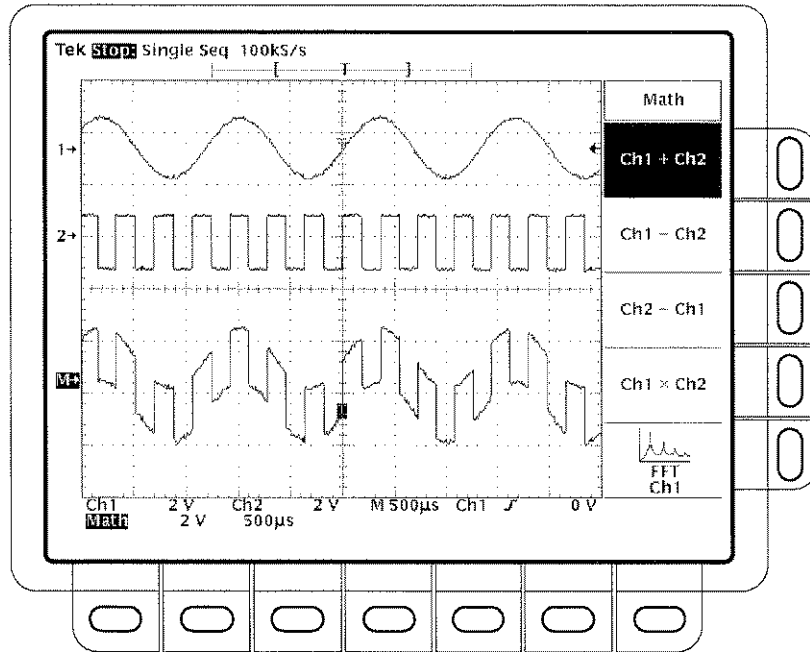 Tek Stop: Single Seq 100kS/s
[ T ]
Math
1→
Ch1 + Ch2
2→
Ch1 − Ch2
Ch2 − Ch1
M→
Ch1 × Ch2
T
FFT
Ch1
Ch1 2 V Ch2 2 V M 500µs Ch1 0 V
Math 2 V 500µs